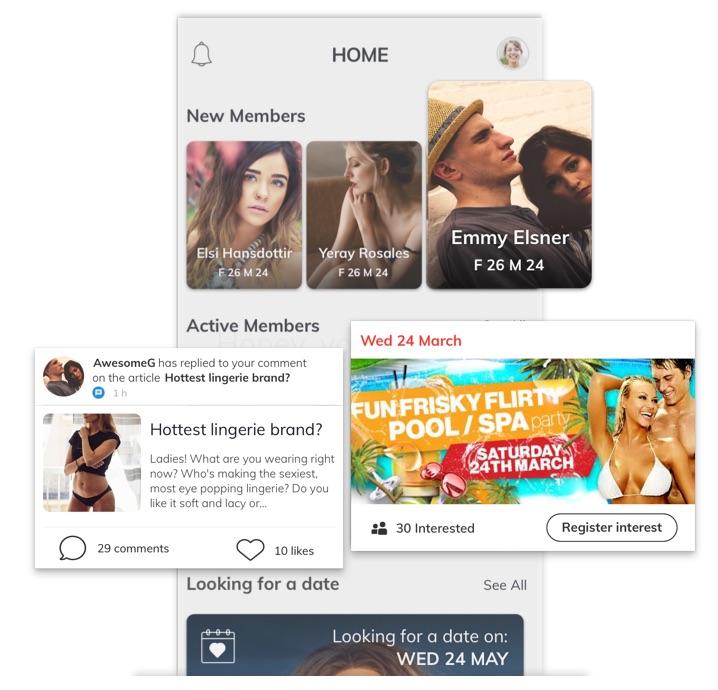 HOME
New Members
Elsi Hansdottir
F 26 M 24
Yeray Rosales
F 26 M 24
Emmy Elsner
F 26 M 24
Active Members
AwesomeG has replied to your comment
on the article Hottest lingerie brand?
1 h
Hottest lingerie brand?
Ladies! What are you wearing right
now? Who's making the sexiest,
most eye popping lingerie? Do you
like it soft and lacy or...
29 comments
10 likes
Wed 24 March
FUN FRISKY FLIRTY
POOL / SPA party
SATURDAY
24TH MARCH
30 Interested
Register interest
Looking for a date
See All
Looking for a date on:
WED 24 MAY